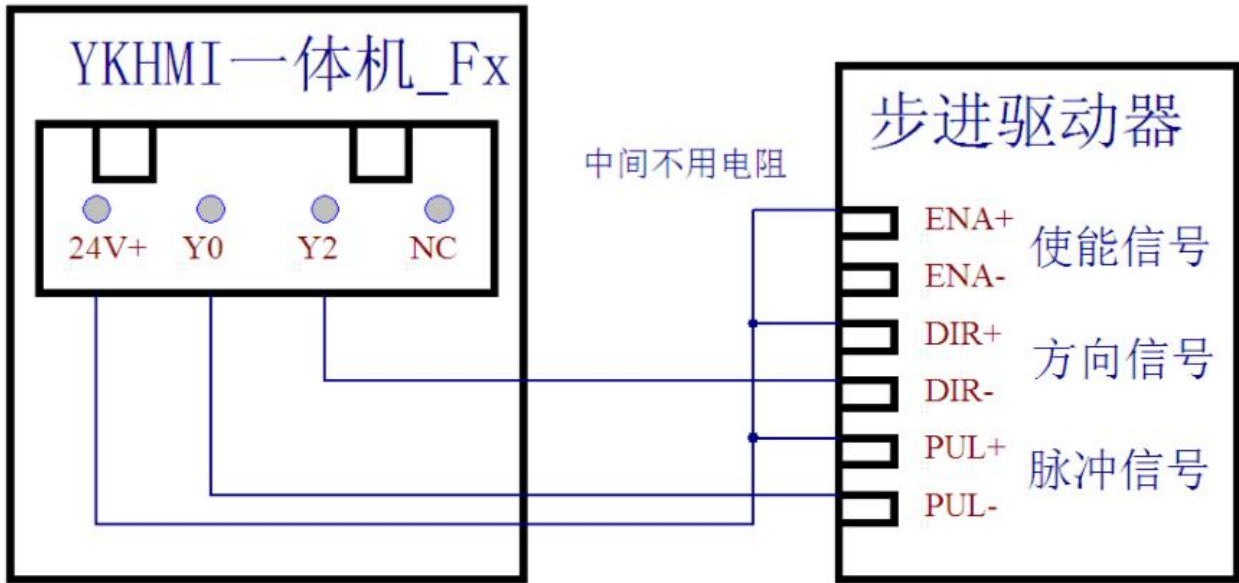 YKHMI一体机_Fx
24V+ Y0 Y2 NC
中间不用电阻
步进驱动器
ENA+
使能信号
ENA-
DIR+
方向信号
DIR-
PUL+
脉冲信号
PUL-